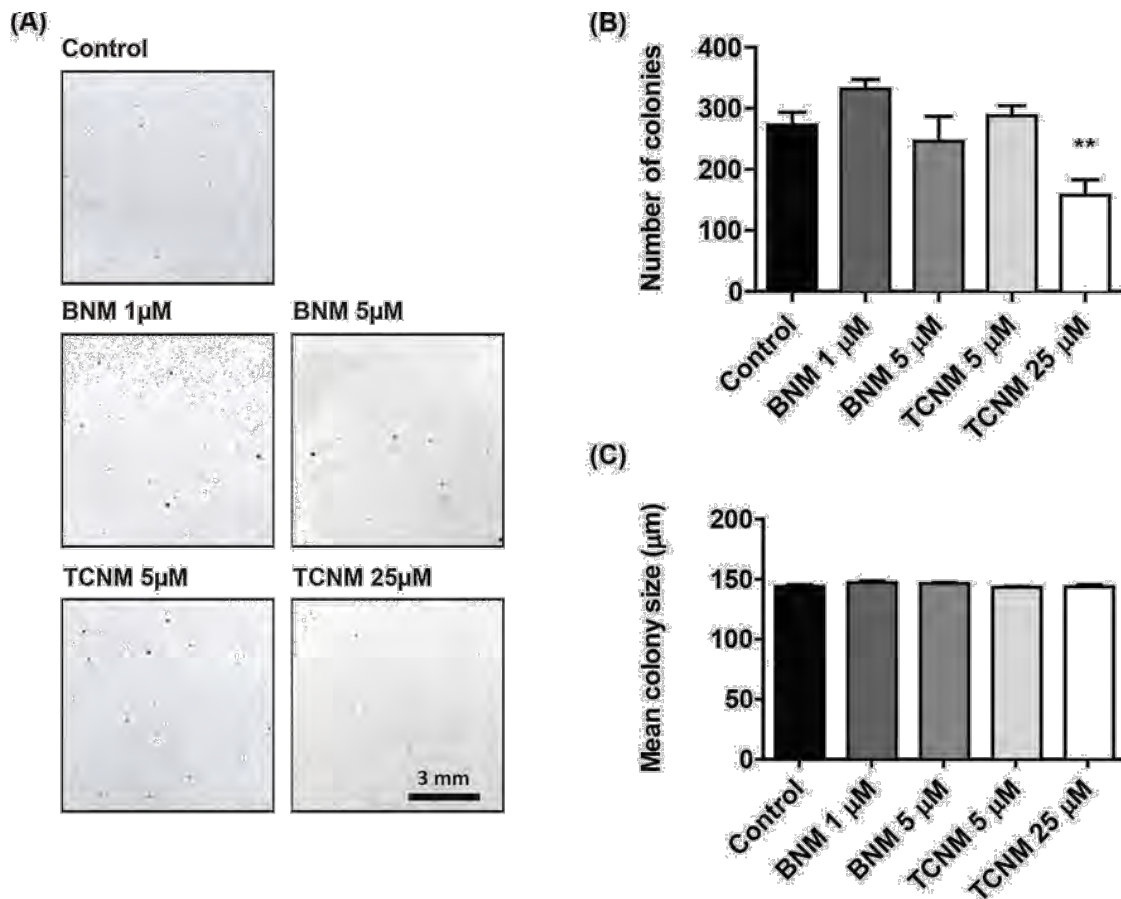 (A)
Control
BNM 1µM
BNM 5µM
TCNM 5µM
TCNM 25µM
3 mm
(B)
Number of colonies
400
300
200
100
0
**
Control
BNM 1 µM
BNM 5 µM
TCNM 5 µM
TCNM 25 µM
(C)
Mean colony size (µm)
200
150
100
50
0
Control
BNM 1 µM
BNM 5 µM
TCNM 5 µM
TCNM 25 µM